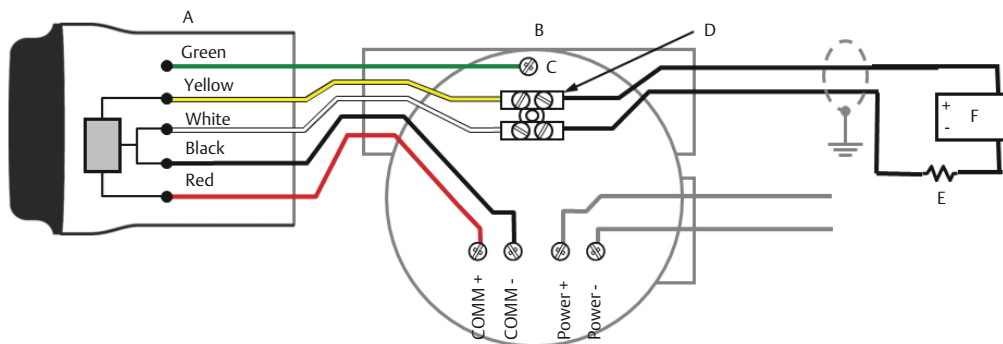 A
B
D
Green
C
Yellow
White
Black
Red
+
-
F
E
COMM +
COMM -
Power +
Power -